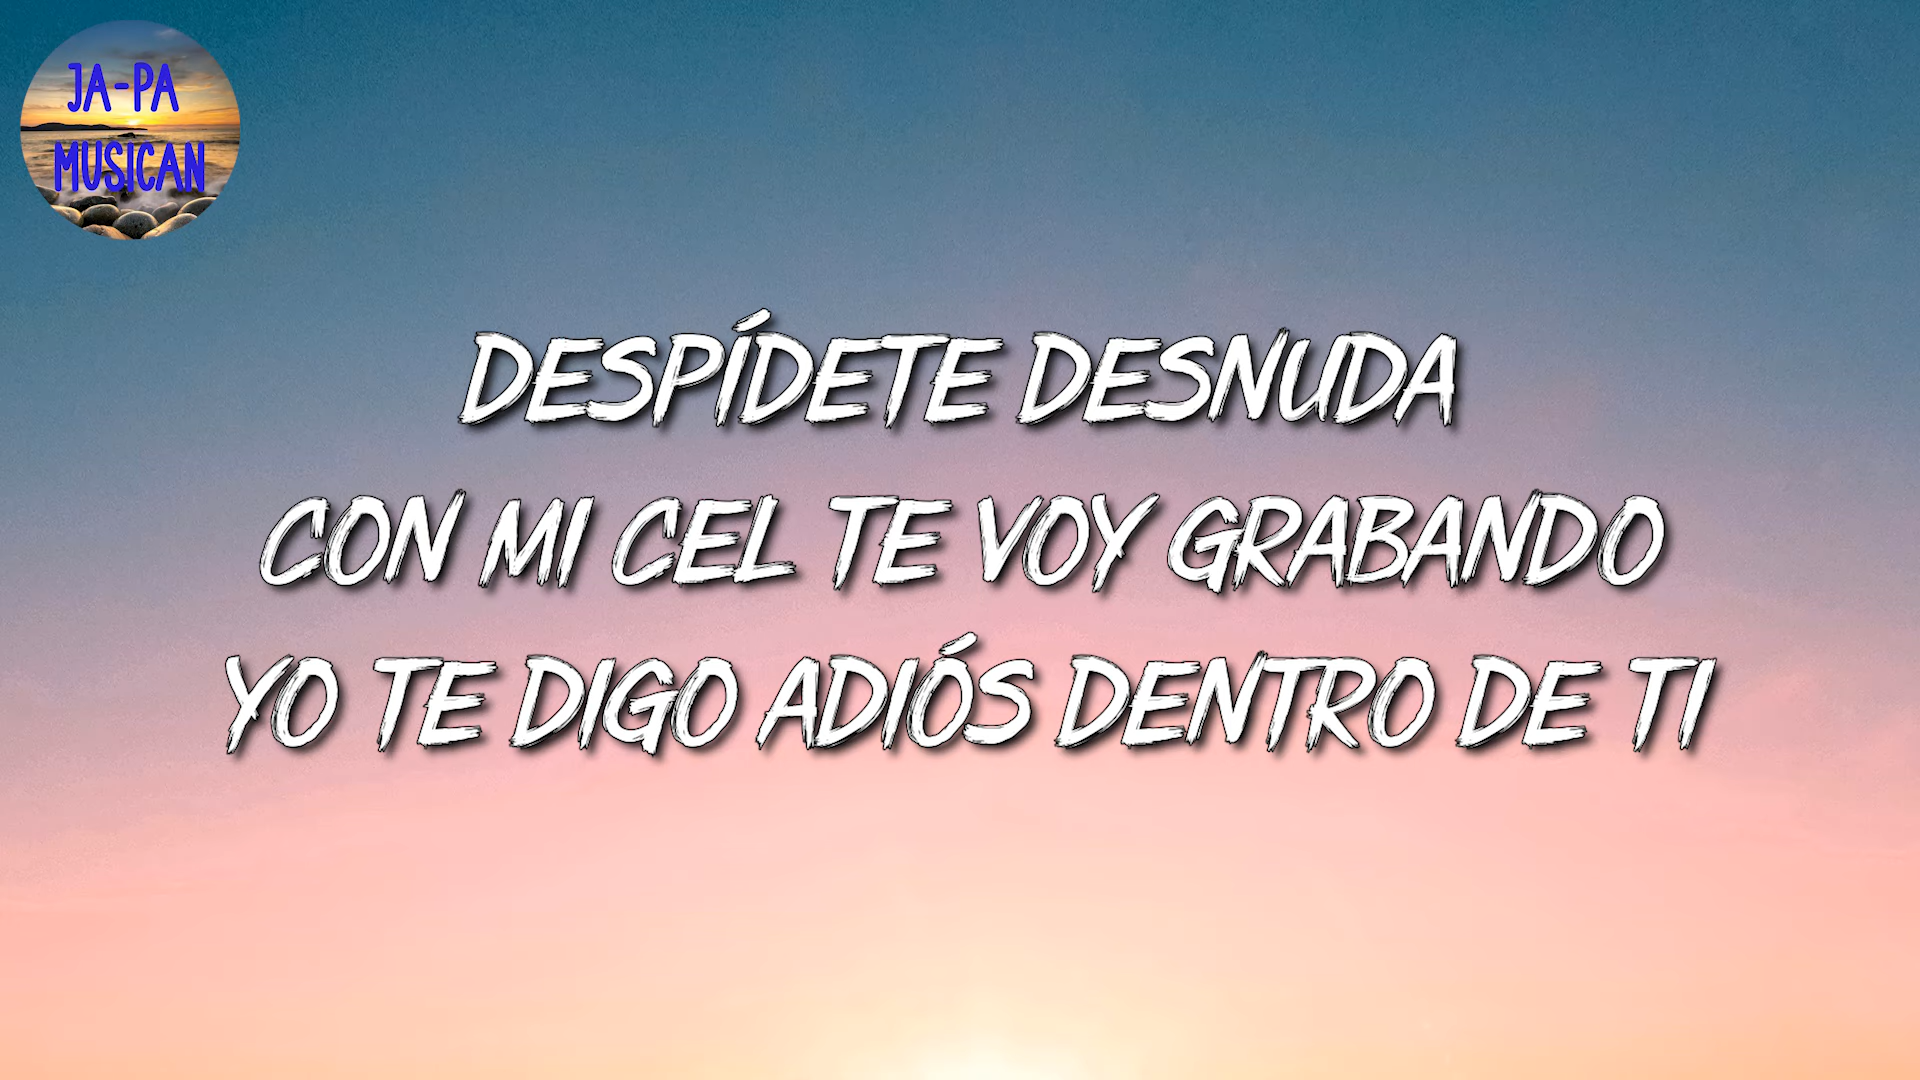 JA-PA
MUSICAN
DESPÍDETE DESNUDA
CON MI CEL TE VOY GRABANDO
YO TE DIGO ADIÓS DENTRO DE TI